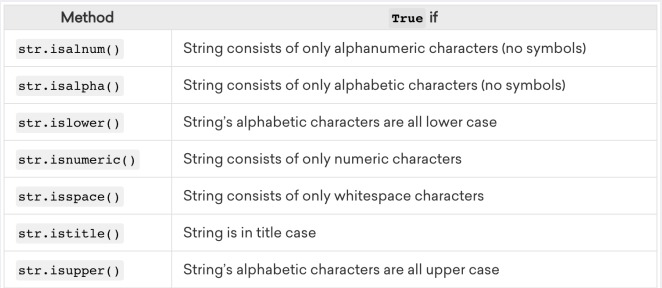 Method True if
str.isalnum() String consists of only alphanumeric characters (no symbols)
str.isalpha() String consists of only alphabetic characters (no symbols)
str.islower() String’s alphabetic characters are all lower case
str.isnumeric() String consists of only numeric characters
str.isspace() String consists of only whitespace characters
str.istitle() String is in title case
str.isupper() String’s alphabetic characters are all upper case